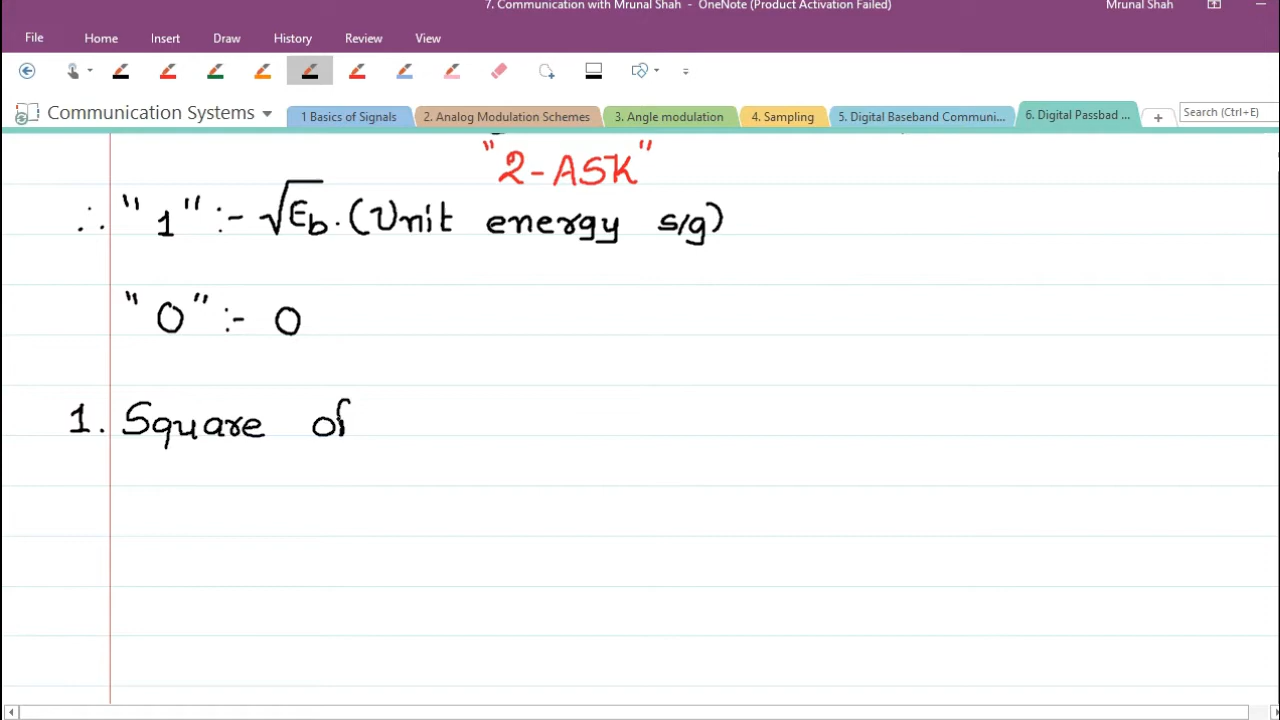 7. Communication with Mrunal Shah - OneNote (Product Activation Failed)
Mrunal Shah
File Home Insert Draw History Review View
Communication Systems
1 Basics of Signals
2. Analog Modulation Schemes
3. Angle modulation
4. Sampling
5. Digital Baseband Communi...
6. Digital Passbad ...
Search (Ctrl+E)
"2-ASK"
∴ "1" :- √Eb . (Unit energy s/g)
"0" :- 0
1. Square of